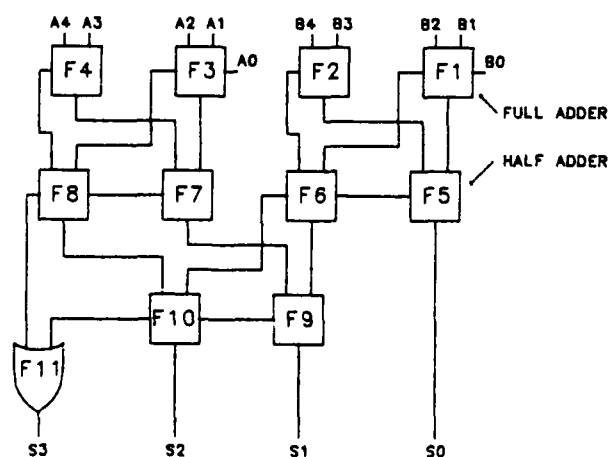 A4 A3 A2 A1 B4 B3 B2 B1
F4 F3 A0 F2 F1 B0
FULL ADDER
HALF ADDER
F8 F7 F6 F5
F10 F9
F11
S3 S2 S1 S0